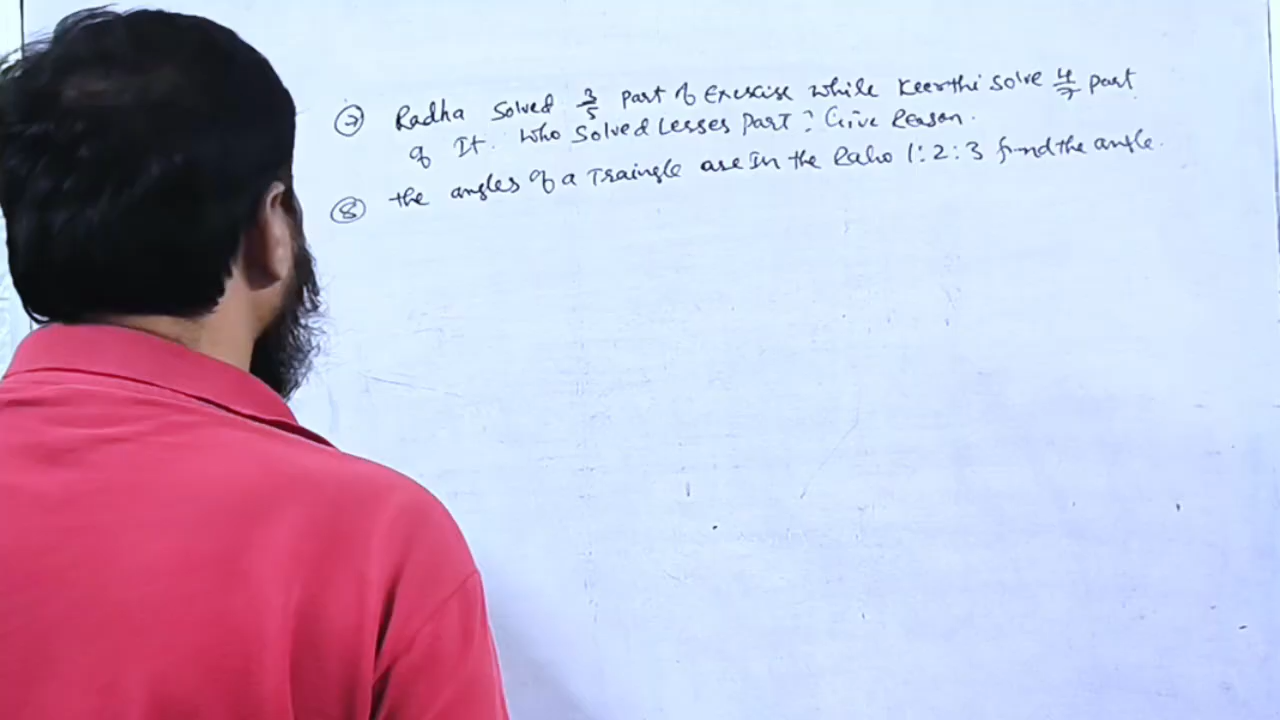 ⑦ Radha solved 3/5 part of Exercise while Keerthi solve 4/7 part
of It. Who Solved Lesses part? Give Reason.
⑧ the angles of a Traingle are In the Ratio 1:2:3 find the angle.